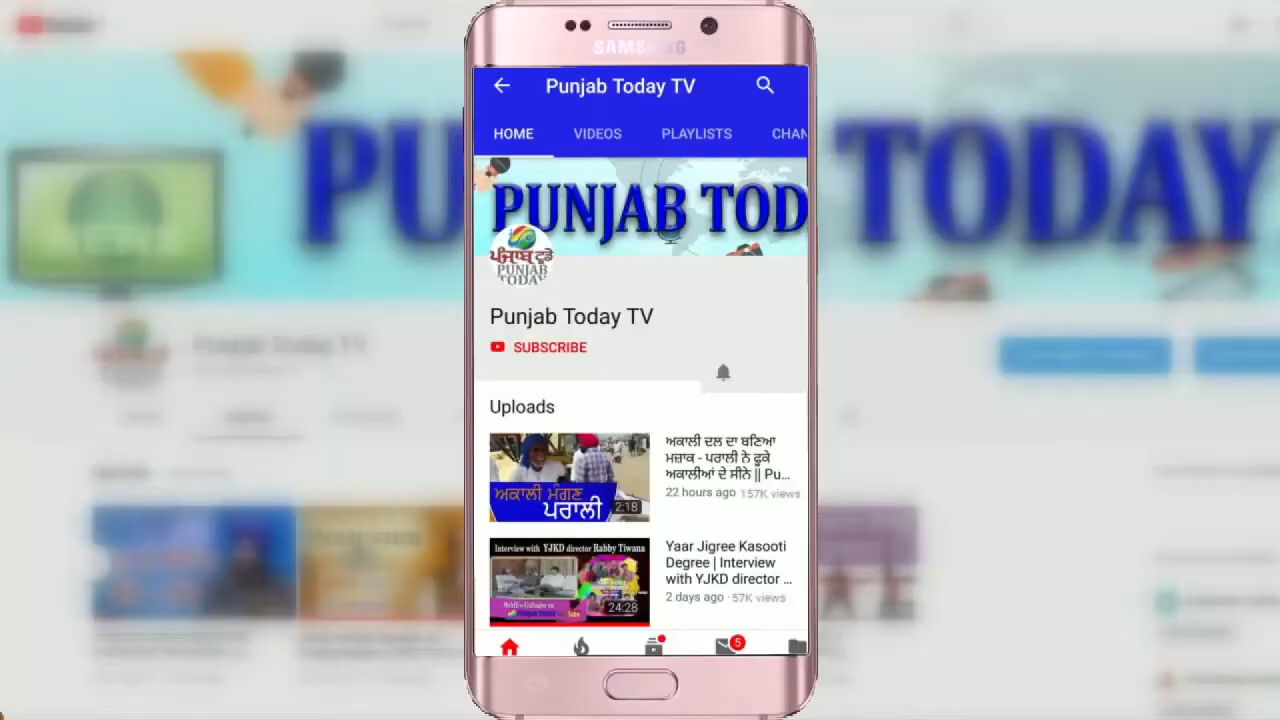 SAMSUNG
Punjab Today TV
HOME VIDEOS PLAYLISTS CHAN
PUNJAB TOD
ਪੰਜਾਬ ਟੂਡੇ
PUNJAB
TODAY
Punjab Today TV
SUBSCRIBE
Uploads
ਅਕਾਲੀ ਮੰਗਣ
ਪਰਾਲੀ
2:18
ਅਕਾਲੀ ਦਲ ਦਾ ਬਣਿਆ
ਮਜ਼ਾਕ - ਪਰਾਲੀ ਨੇ ਫੂਕੇ
ਅਕਾਲੀਆਂ ਦੇ ਸੀਨੇ || Pu...
22 hours ago 157K views
Interview with YJKD director Rabby Tiwana
24:28
Yaar Jigree Kasooti
Degree | Interview
with YJKD director ...
2 days ago · 57K views
5
PU TODAY